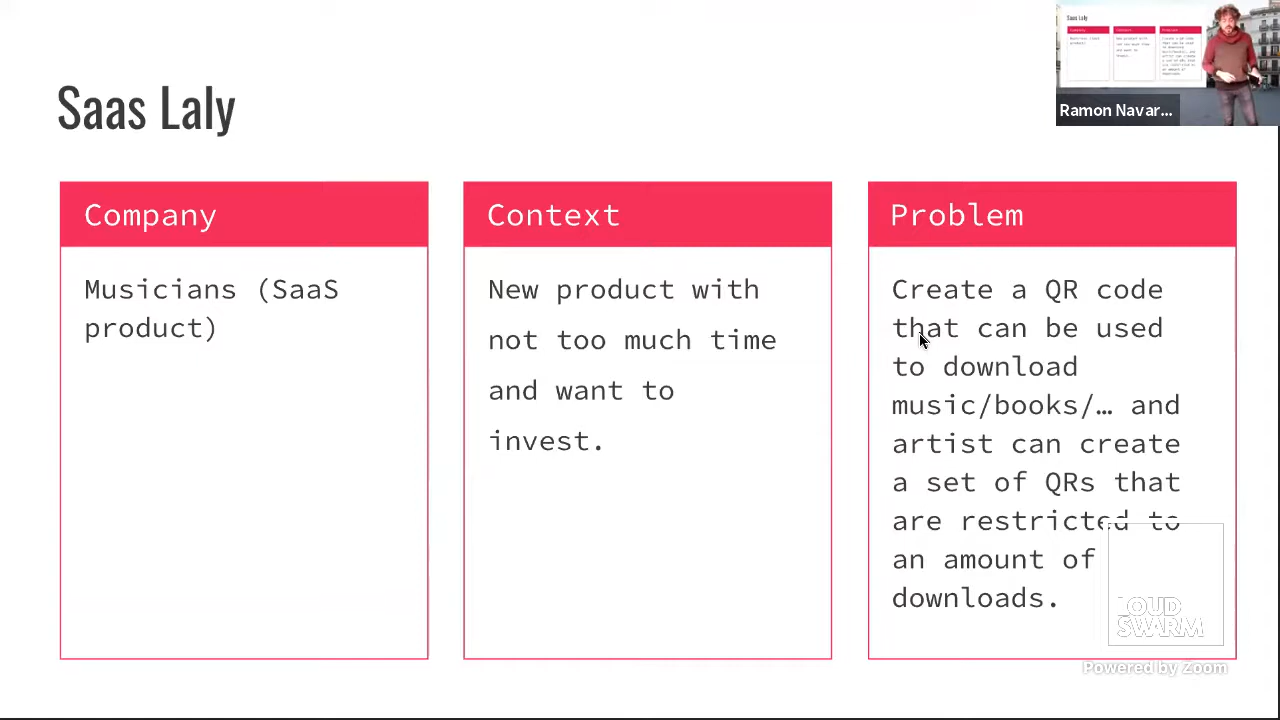 Saas Laly
Company
Musicians (SaaS
product)
Context
New product with
not too much time
and want to
invest.
Problem
Create a QR code
that can be used
to download
music/books/… and
artist can create
a set of QRs that
are restricted to
an amount of
downloads.
Ramon Navar...
LOUD
SWARM
Powered by Zoom